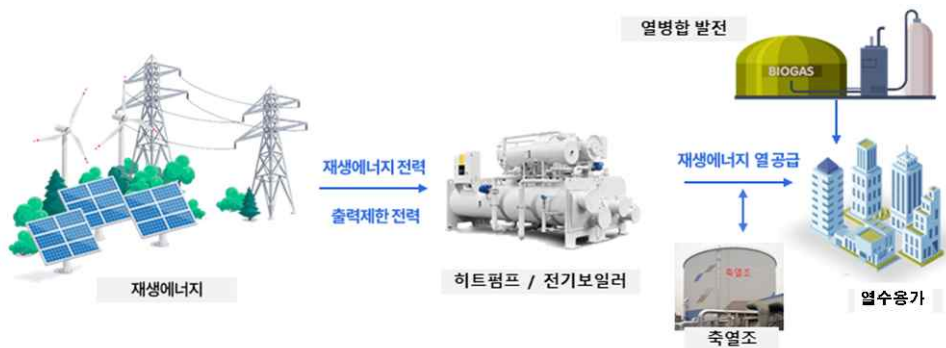 열병합 발전
BIOGAS
재생에너지 전력
출력제한 전력
재생에너지 열 공급
축열조
재생에너지
히트펌프 / 전기보일러
축열조
열수용가